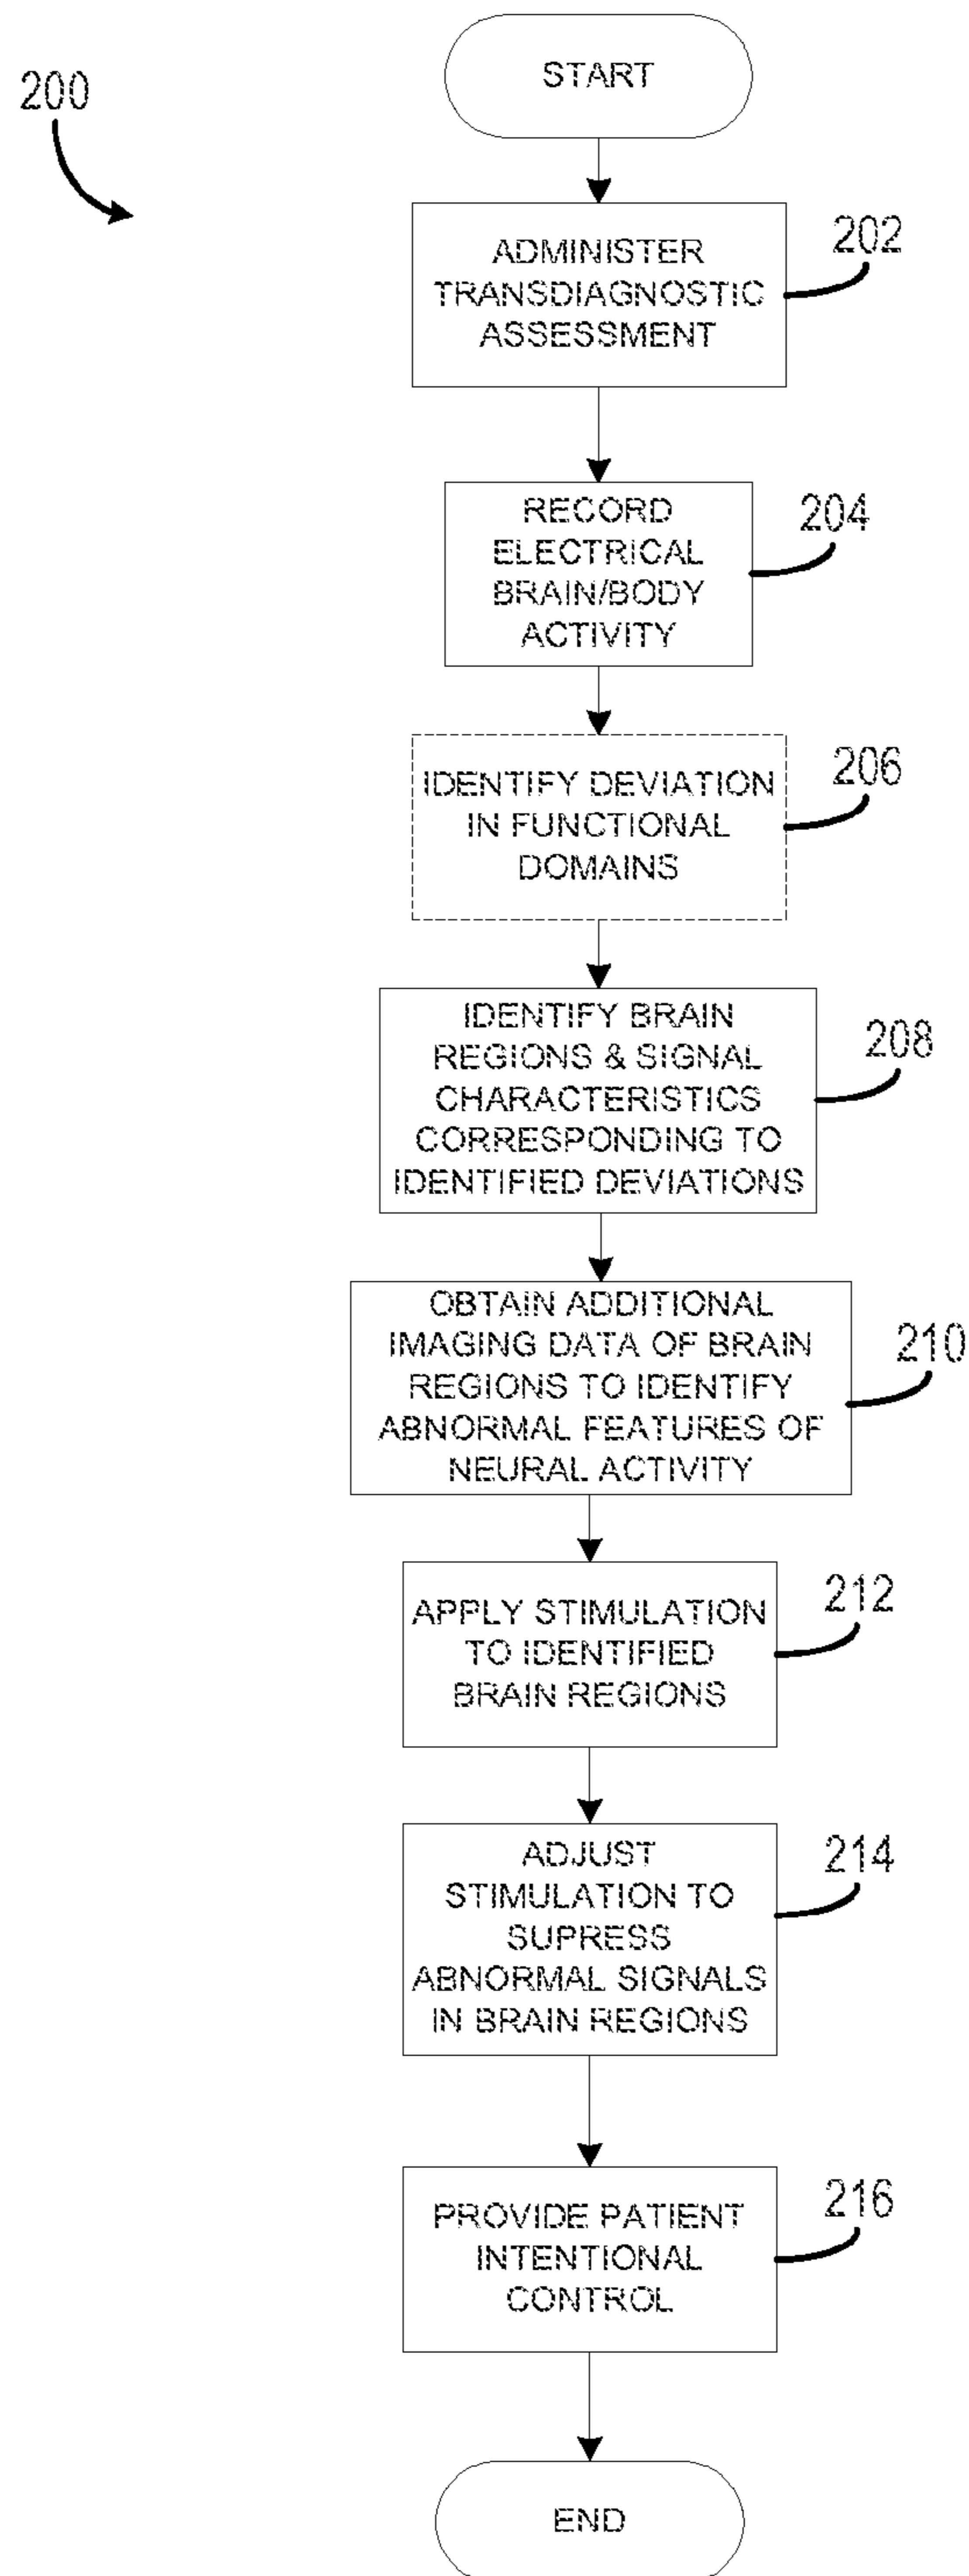 200
START
202
ADMINISTER
TRANSDIAGNOSTIC
ASSESSMENT
204
RECORD
ELECTRICAL
BRAIN/BODY
ACTIVITY
206
IDENTIFY DEVIATION
IN FUNCTIONAL
DOMAINS
208
IDENTIFY BRAIN
REGIONS & SIGNAL
CHARACTERISTICS
CORRESPONDING TO
IDENTIFIED DEVIATIONS
210
OBTAIN ADDITIONAL
IMAGING DATA OF BRAIN
REGIONS TO IDENTIFY
ABNORMAL FEATURES OF
NEURAL ACTIVITY
212
APPLY STIMULATION
TO IDENTIFIED
BRAIN REGIONS
214
ADJUST
STIMULATION TO
SUPRESS
ABNORMAL SIGNALS
IN BRAIN REGIONS
216
PROVIDE PATIENT
INTENTIONAL
CONTROL
END